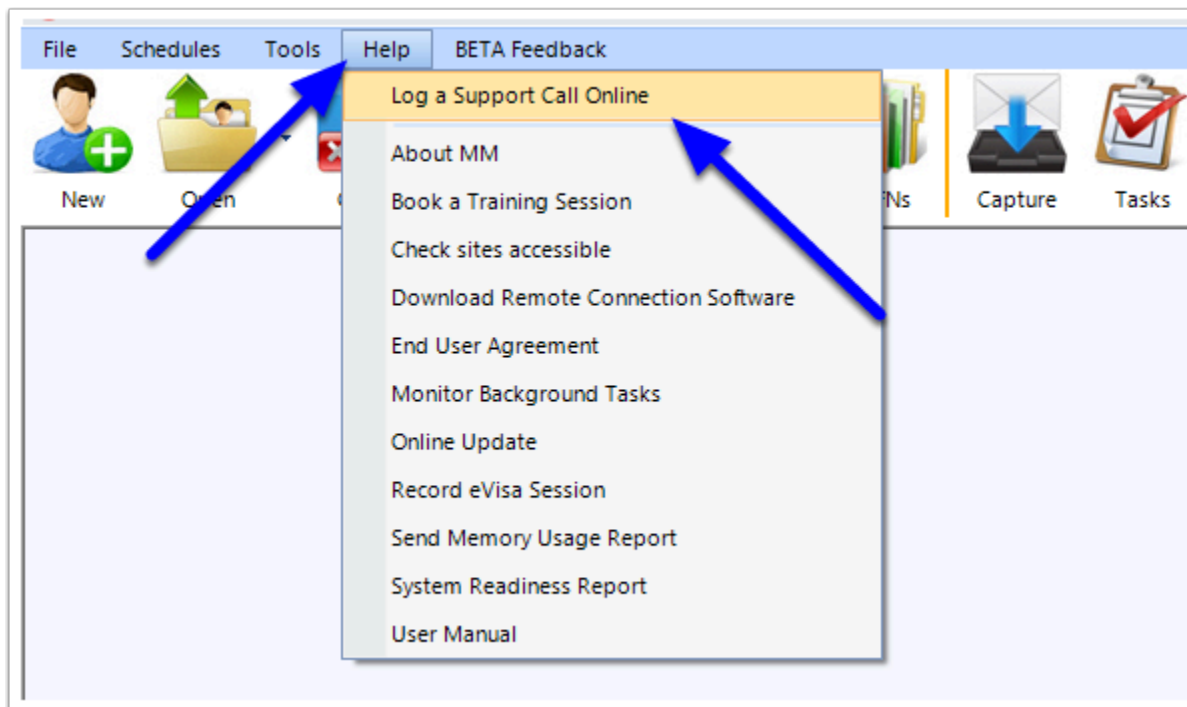 File Schedules Tools Help BETA Feedback
Log a Support Call Online
About MM
Book a Training Session
Check sites accessible
Download Remote Connection Software
End User Agreement
Monitor Background Tasks
Online Update
Record eVisa Session
Send Memory Usage Report
System Readiness Report
User Manual
New Open Capture Tasks